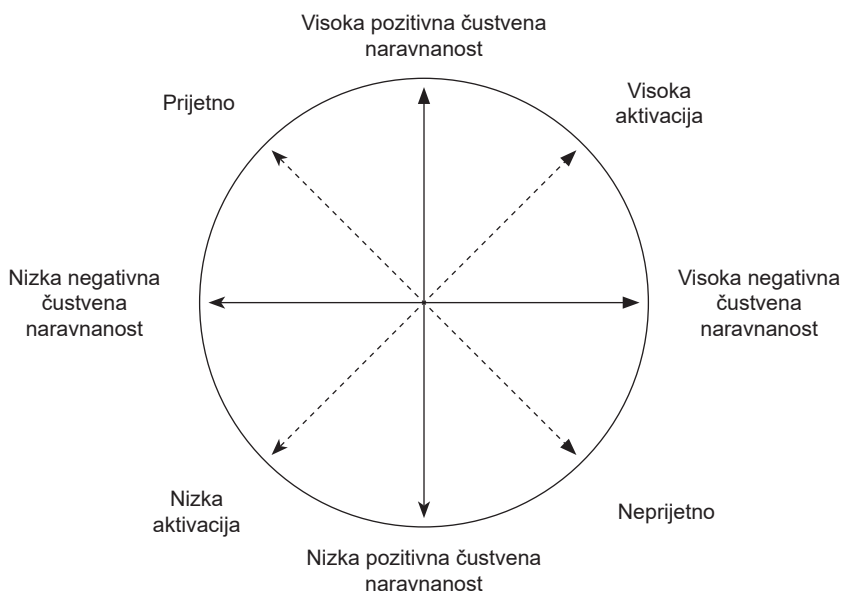 Visoka pozitivna čustvena
naravnanost
Prijetno
Visoka
aktivacija
Nizka negativna
čustvena
naravnanost
Visoka negativna
čustvena
naravnanost
Nizka
aktivacija
Neprijetno
Nizka pozitivna čustvena
naravnanost